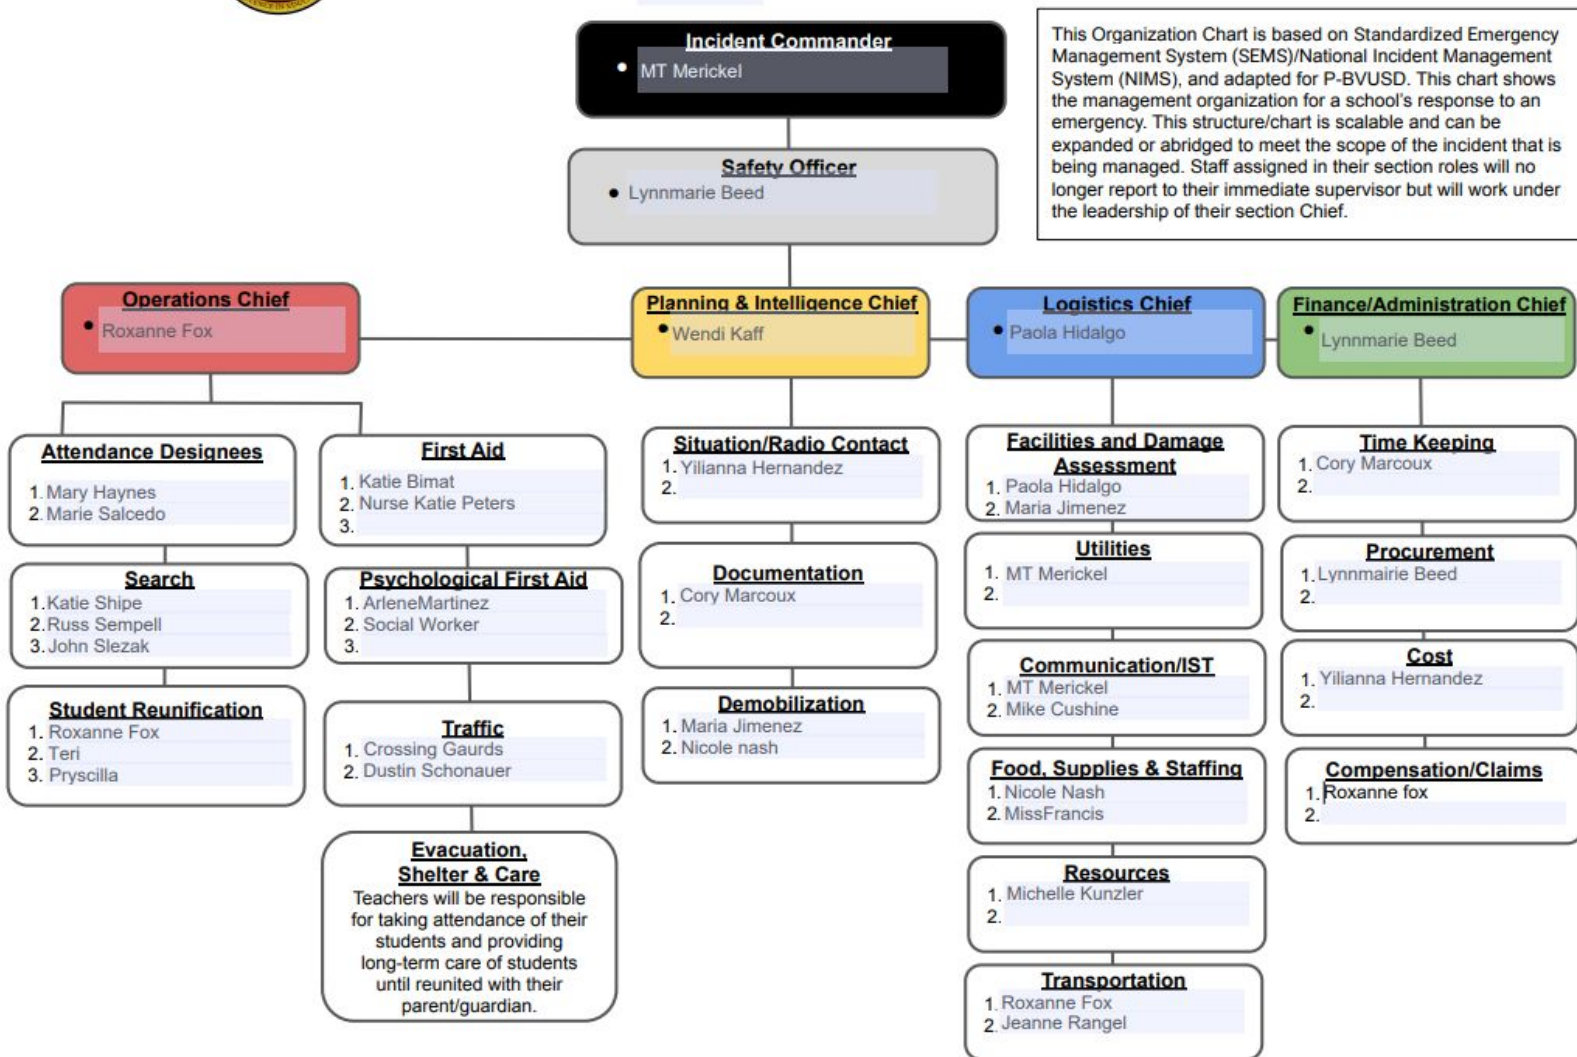 Incident Commander
• MT Merickel
This Organization Chart is based on Standardized Emergency
Management System (SEMS)/National Incident Management
System (NIMS), and adapted for P-BVUSD. This chart shows
the management organization for a school's response to an
emergency. This structure/chart is scalable and can be
expanded or abridged to meet the scope of the incident that is
being managed. Staff assigned in their section roles will no
longer report to their immediate supervisor but will work under
the leadership of their section Chief.
Safety Officer
• Lynnmarie Beed
Operations Chief
• Roxanne Fox
Planning & Intelligence Chief
• Wendi Kaff
Logistics Chief
• Paola Hidalgo
Finance/Administration Chief
• Lynnmarie Beed
Attendance Designees
1. Mary Haynes
2. Marie Salcedo
Search
1. Katie Shipe
2. Russ Sempell
3. John Slezak
Student Reunification
1. Roxanne Fox
2. Teri
3. Pryscilla
First Aid
1. Katie Bimat
2. Nurse Katie Peters
3.
Psychological First Aid
1. ArleneMartinez
2. Social Worker
3.
Traffic
1. Crossing Gaurds
2. Dustin Schonauer
Evacuation,
Shelter & Care
Teachers will be responsible
for taking attendance of their
students and providing
long-term care of students
until reunited with their
parent/guardian.
Situation/Radio Contact
1. Yilianna Hernandez
2.
Documentation
1. Cory Marcoux
2.
Demobilization
1. Maria Jimenez
2. Nicole nash
Facilities and Damage
Assessment
1. Paola Hidalgo
2. Maria Jimenez
Utilities
1. MT Merickel
2.
Communication/IST
1. MT Merickel
2. Mike Cushine
Food, Supplies & Staffing
1. Nicole Nash
2. MissFrancis
Resources
1. Michelle Kunzler
2.
Transportation
1. Roxanne Fox
2. Jeanne Rangel
Time Keeping
1. Cory Marcoux
2.
Procurement
1. Lynnmairie Beed
2.
Cost
1. Yilianna Hernandez
2.
Compensation/Claims
1. Roxanne fox
2.